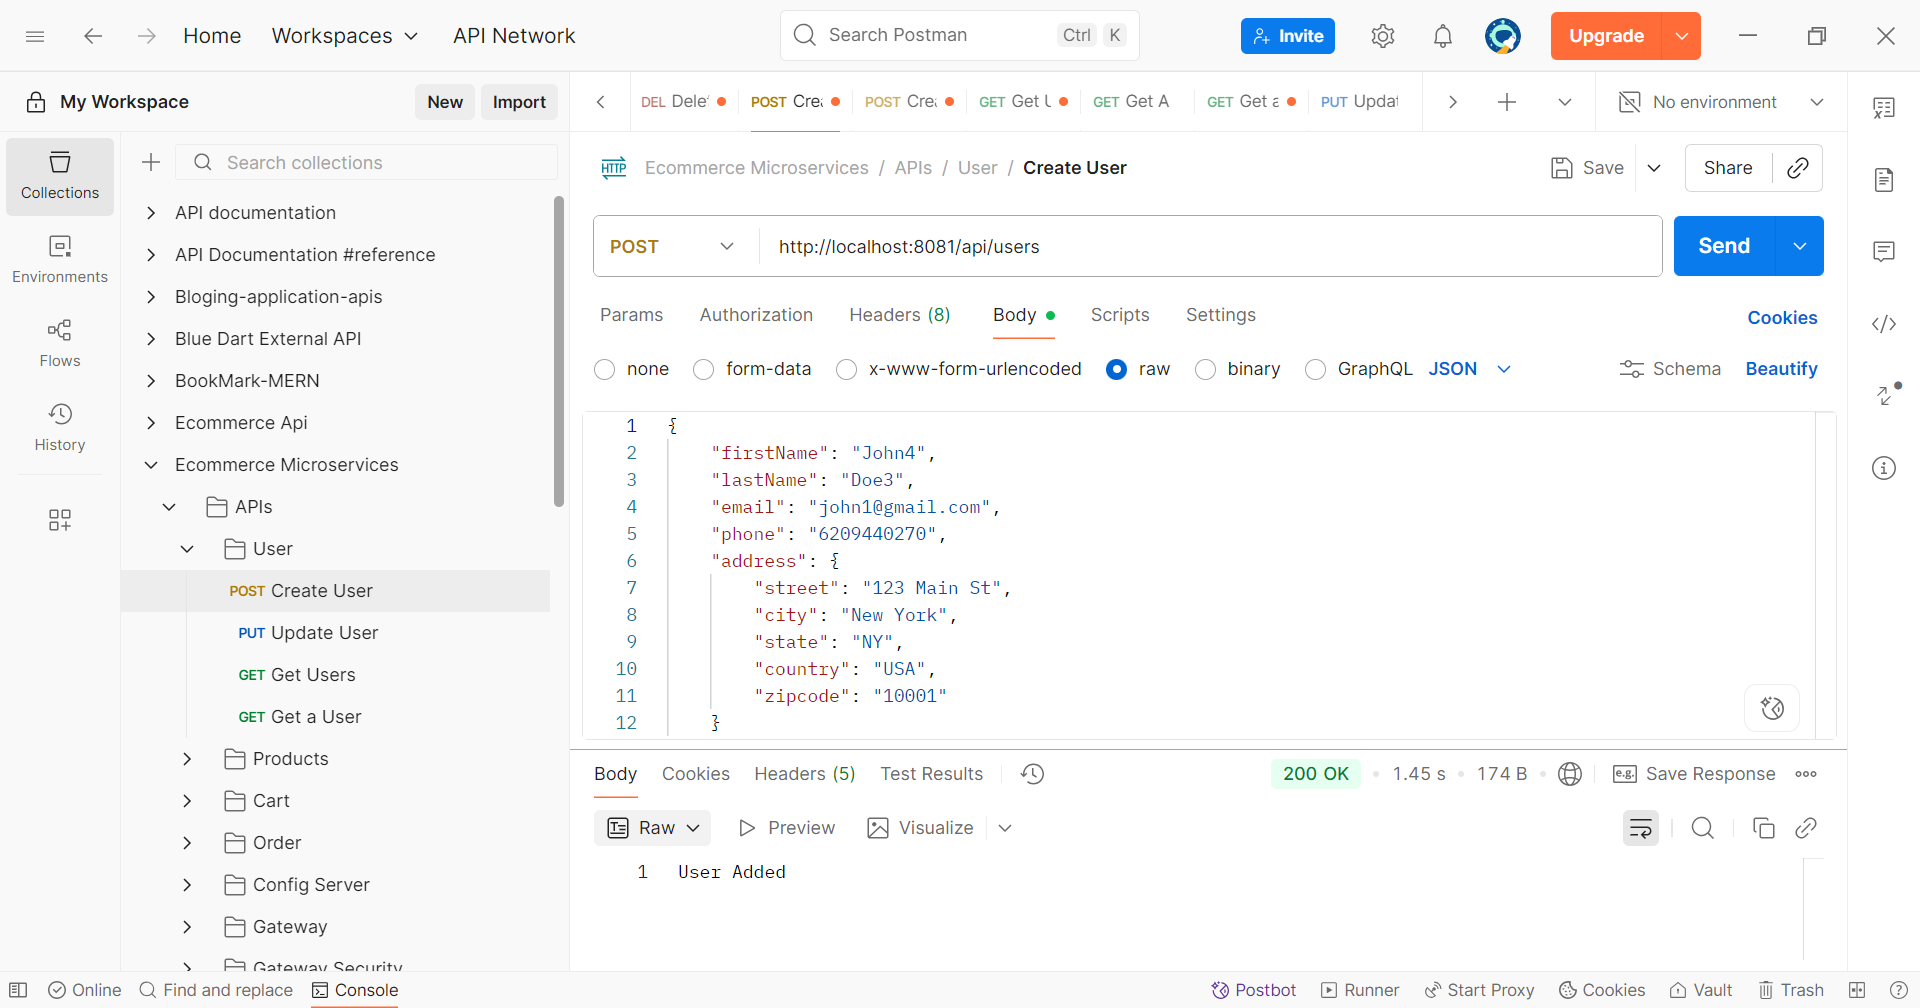 Home Workspaces API Network
Search Postman Ctrl K
Invite
Upgrade
My Workspace New Import
DEL POST GET GET Get A GET PUT
POST
No environment
Collections
Environments
Flows
History
Search collections
API documentation
API Documentation #reference
Bloging-application-apis
Blue Dart External API
BookMark-MERN
Ecommerce Api
Ecommerce Microservices
APIs
User
POST Create User
PUT Update User
GET Get Users
GET Get a User
Products
Cart
Order
Config Server
Gateway
Gateway Security
HTTP Ecommerce Microservices / APIs / User / Create User
Save Share
POST http://localhost:8081/api/users Send
Params Authorization Headers (8) Body Scripts Settings Cookies
none form-data x-www-form-urlencoded raw binary GraphQL JSON Schema Beautify
1 {
2 "firstName": "John4",
3 "lastName": "Doe3",
4 "email": "john1@gmail.com",
5 "phone": "6209440270",
6 "address": {
7 "street": "123 Main St",
8 "city": "New York",
9 "state": "NY",
10 "country": "USA",
11 "zipcode": "10001"
12 }
Body Cookies Headers (5) Test Results 200 OK 1.45 s 174 B e.g. Save Response
Raw Preview Visualize
1 User Added
Online Find and replace Console Postbot Runner Start Proxy Cookies Vault Trash